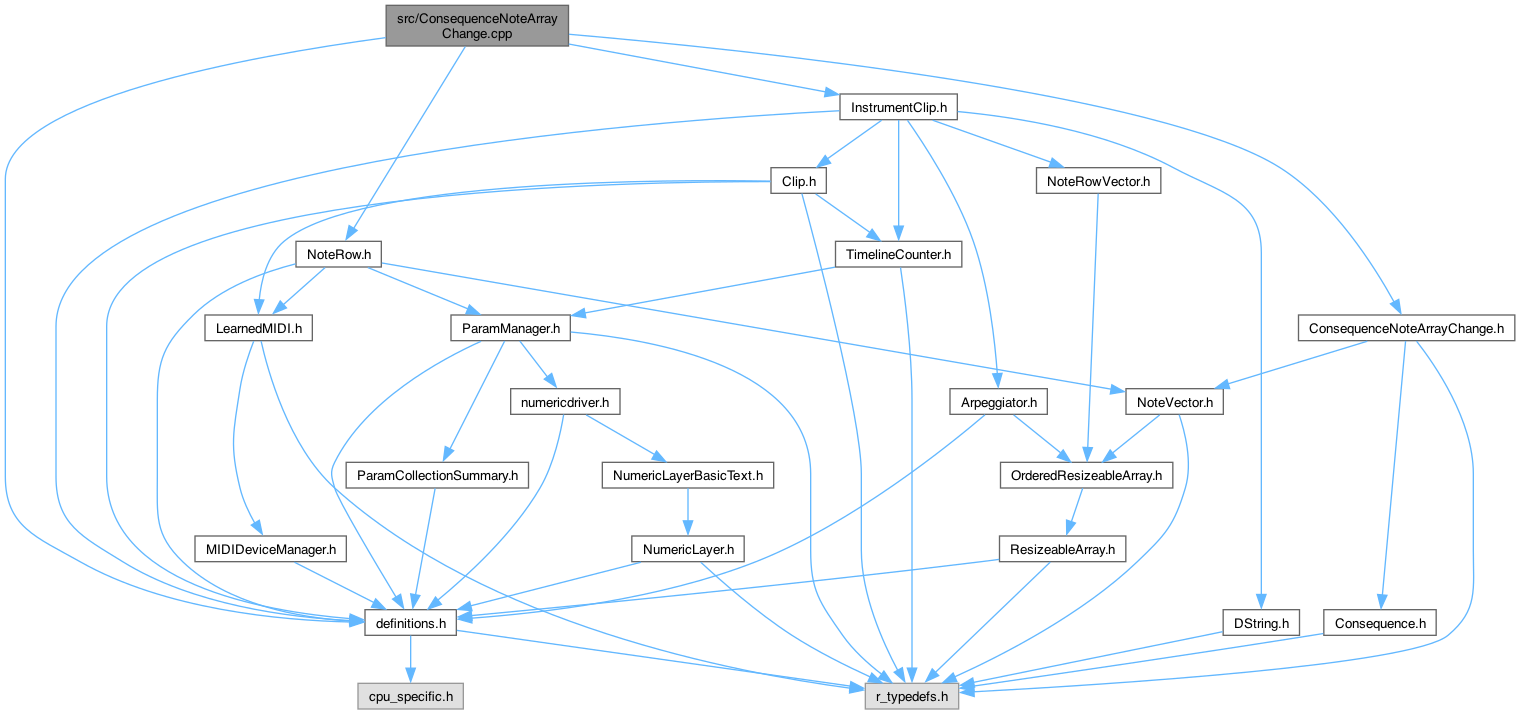 src/ConsequenceNoteArray
Change.cpp
InstrumentClip.h
Clip.h
NoteRowVector.h
NoteRow.h
TimelineCounter.h
LearnedMIDI.h
ParamManager.h
ConsequenceNoteArrayChange.h
numericdriver.h
Arpeggiator.h
NoteVector.h
ParamCollectionSummary.h
NumericLayerBasicText.h
OrderedResizeableArray.h
MIDIDeviceManager.h
NumericLayer.h
ResizeableArray.h
definitions.h
DString.h
Consequence.h
cpu_specific.h
r_typedefs.h